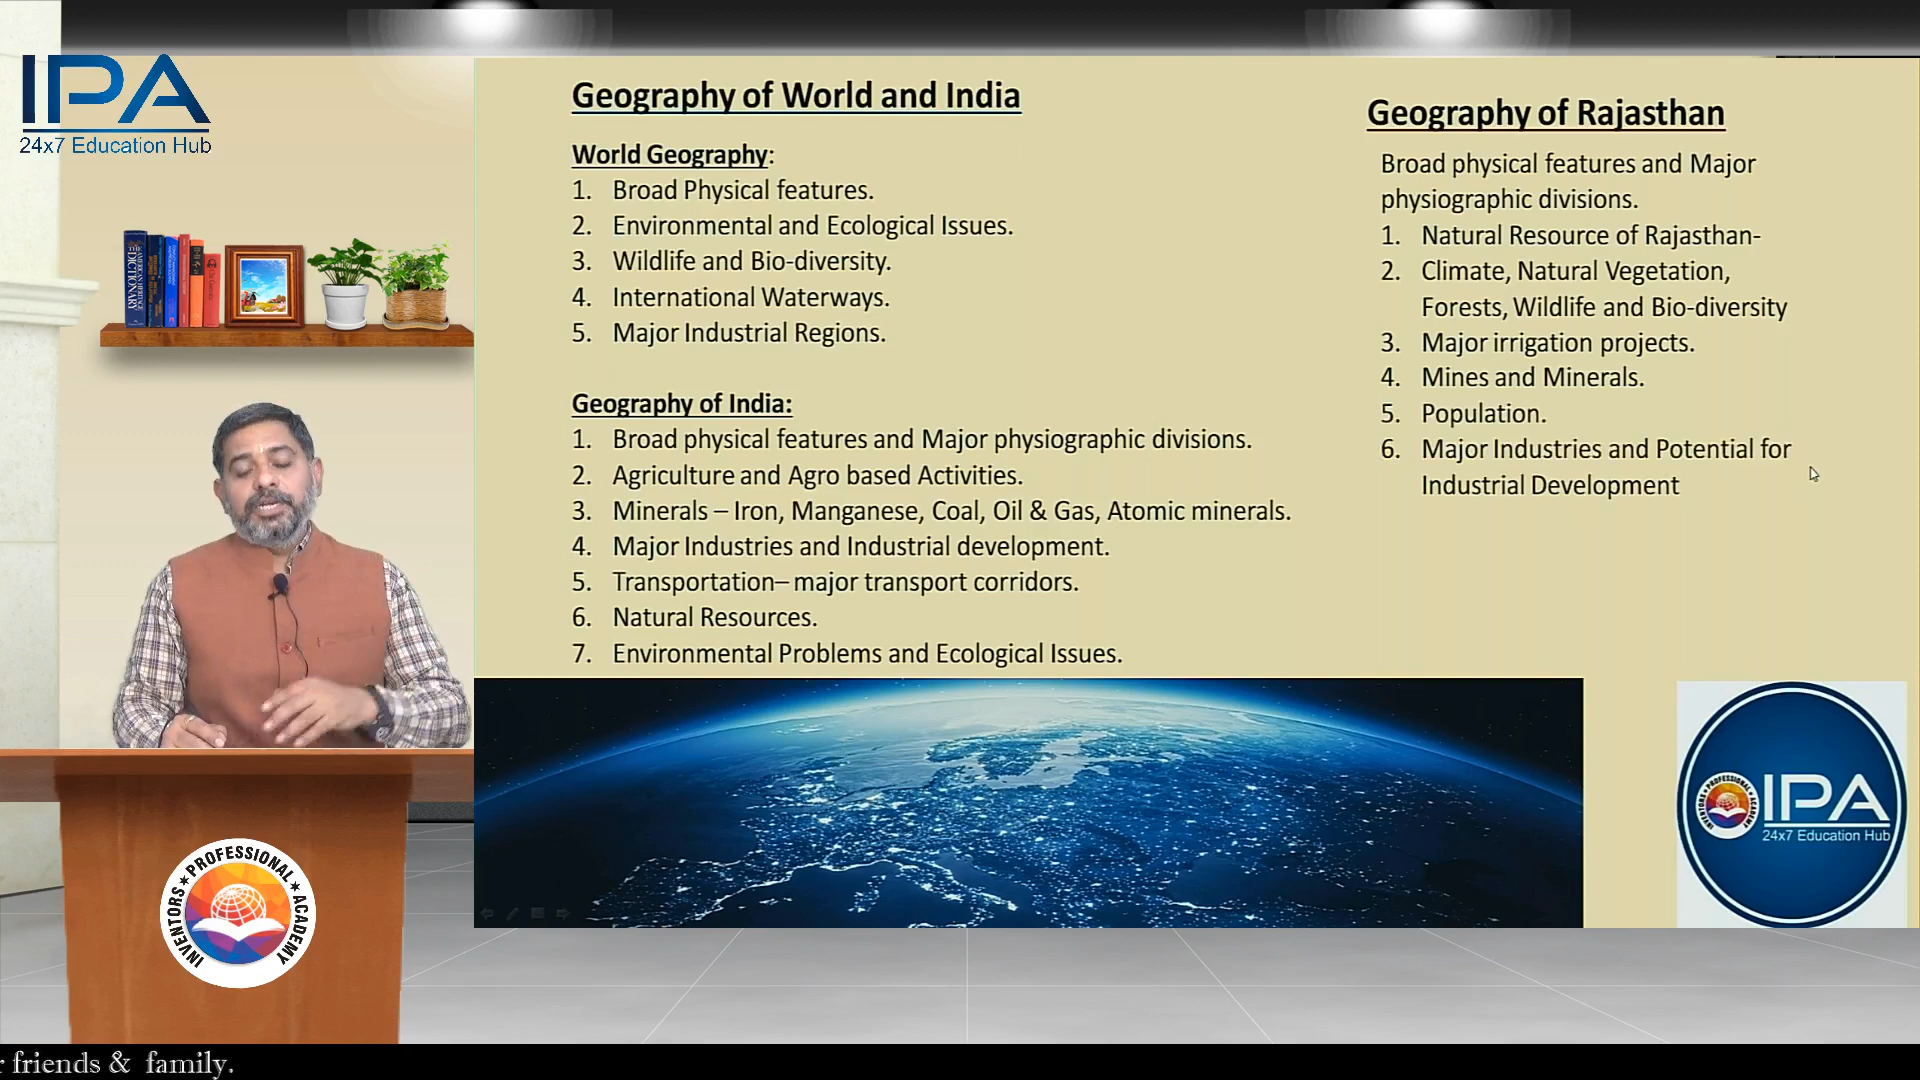 IPA
24x7 Education Hub
Geography of World and India
World Geography:
1. Broad Physical features.
2. Environmental and Ecological Issues.
3. Wildlife and Bio-diversity.
4. International Waterways.
5. Major Industrial Regions.
Geography of India:
1. Broad physical features and Major physiographic divisions.
2. Agriculture and Agro based Activities.
3. Minerals – Iron, Manganese, Coal, Oil & Gas, Atomic minerals.
4. Major Industries and Industrial development.
5. Transportation– major transport corridors.
6. Natural Resources.
7. Environmental Problems and Ecological Issues.
Geography of Rajasthan
Broad physical features and Major
physiographic divisions.
1. Natural Resource of Rajasthan-
2. Climate, Natural Vegetation,
Forests, Wildlife and Bio-diversity
3. Major irrigation projects.
4. Mines and Minerals.
5. Population.
6. Major Industries and Potential for
Industrial Development
THE
DICTIONARY
INVENTORS PROFESSIONAL ACADEMY
INVENTORS PROFESSIONAL ACADEMY
IPA
24x7 Education Hub
friends & family.